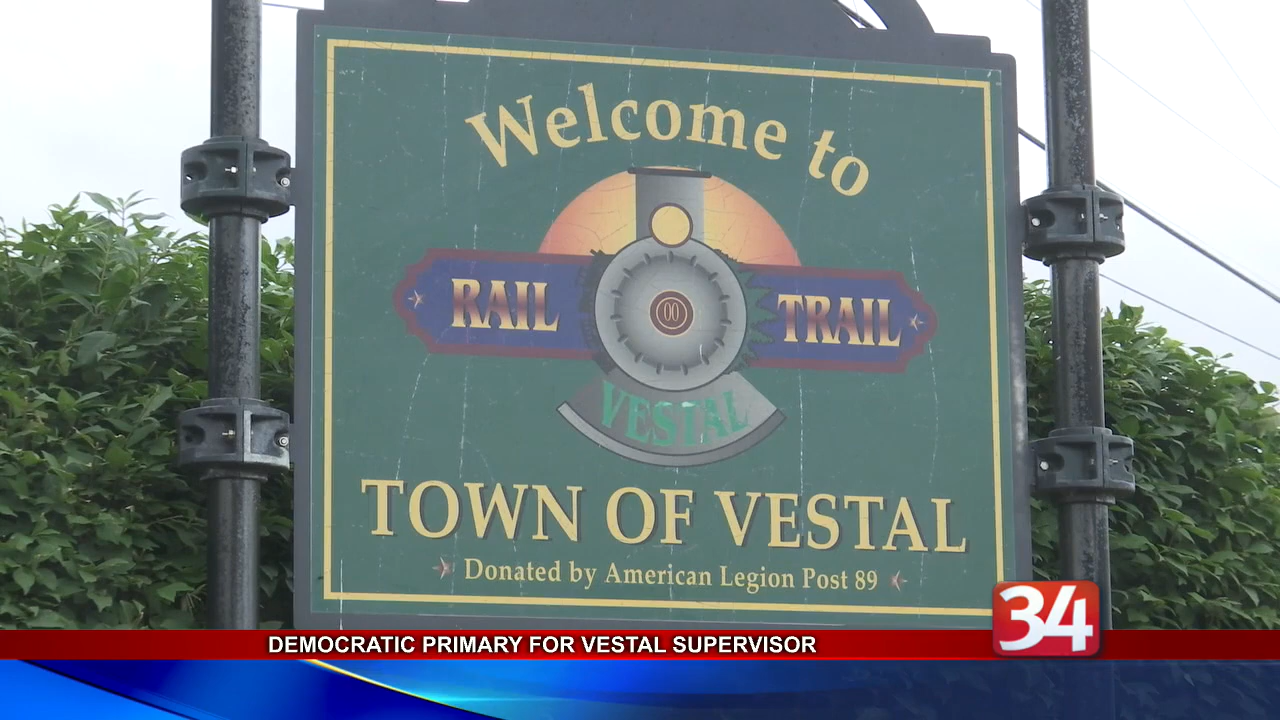 Welcome to
RAIL TRAIL
00
VESTAL
TOWN OF VESTAL
Donated by American Legion Post 89
34
DEMOCRATIC PRIMARY FOR VESTAL SUPERVISOR